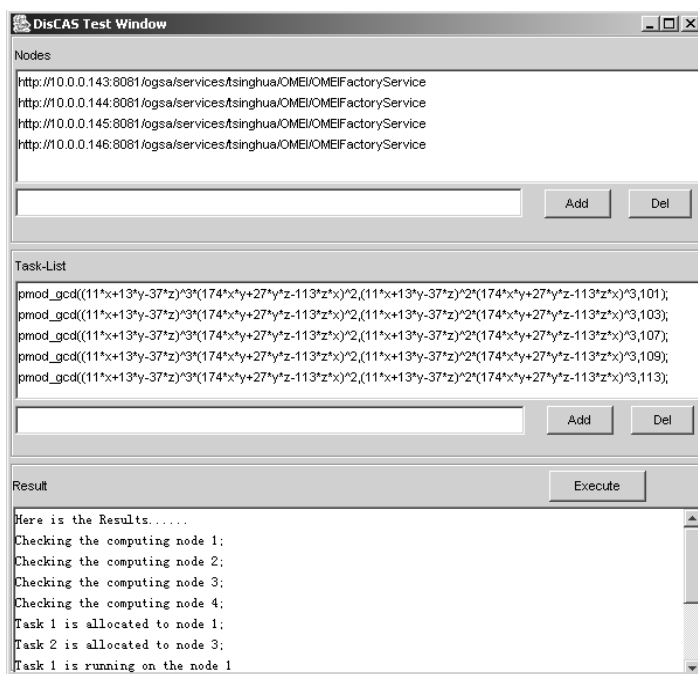 DisCAS Test Window
Nodes
http://10.0.0.143:8081/ogsa/services/tsinghua/OMEI/OMEIFactoryService
http://10.0.0.144:8081/ogsa/services/tsinghua/OMEI/OMEIFactoryService
http://10.0.0.145:8081/ogsa/services/tsinghua/OMEI/OMEIFactoryService
http://10.0.0.146:8081/ogsa/services/tsinghua/OMEI/OMEIFactoryService
Add Del
Task-List
pmod_gcd((11*x+13*y-37*z)^3*(174*x*y+27*y*z-113*z*x)^2,(11*x+13*y-37*z)^2*(174*x*y+27*y*z-113*z*x)^3,101);
pmod_gcd((11*x+13*y-37*z)^3*(174*x*y+27*y*z-113*z*x)^2,(11*x+13*y-37*z)^2*(174*x*y+27*y*z-113*z*x)^3,103);
pmod_gcd((11*x+13*y-37*z)^3*(174*x*y+27*y*z-113*z*x)^2,(11*x+13*y-37*z)^2*(174*x*y+27*y*z-113*z*x)^3,107);
pmod_gcd((11*x+13*y-37*z)^3*(174*x*y+27*y*z-113*z*x)^2,(11*x+13*y-37*z)^2*(174*x*y+27*y*z-113*z*x)^3,109);
pmod_gcd((11*x+13*y-37*z)^3*(174*x*y+27*y*z-113*z*x)^2,(11*x+13*y-37*z)^2*(174*x*y+27*y*z-113*z*x)^3,113);
Add Del
Result Execute
Here is the Results......
Checking the computing node 1;
Checking the computing node 2;
Checking the computing node 3;
Checking the computing node 4;
Task 1 is allocated to node 1;
Task 2 is allocated to node 3;
Task 1 is running on the node 1